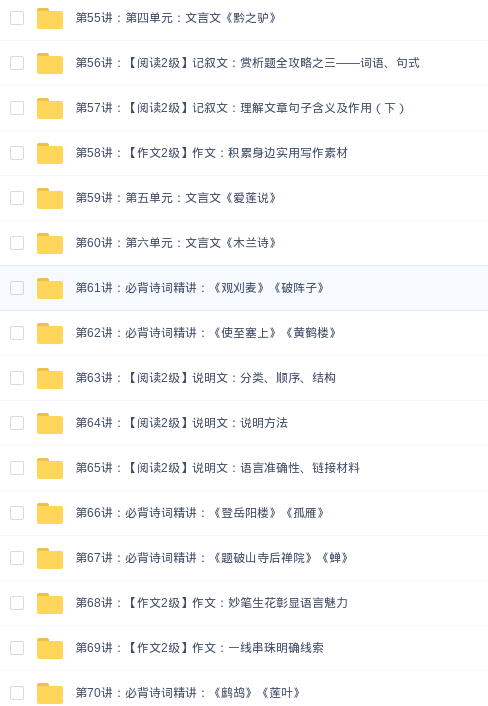 第55讲：第四单元：文言文《黔之驴》
第56讲：【阅读2级】记叙文：赏析题全攻略之三——词语、句式
第57讲：【阅读2级】记叙文：理解文章句子含义及作用（下）
第58讲：【作文2级】作文：积累身边实用写作素材
第59讲：第五单元：文言文《爱莲说》
第60讲：第六单元：文言文《木兰诗》
第61讲：必背诗词精讲：《观刈麦》《破阵子》
第62讲：必背诗词精讲：《使至塞上》《黄鹤楼》
第63讲：【阅读2级】说明文：分类、顺序、结构
第64讲：【阅读2级】说明文：说明方法
第65讲：【阅读2级】说明文：语言准确性、链接材料
第66讲：必背诗词精讲：《登岳阳楼》《孤雁》
第67讲：必背诗词精讲：《题破山寺后禅院》《蝉》
第68讲：【作文2级】作文：妙笔生花彰显语言魅力
第69讲：【作文2级】作文：一线串珠明确线索
第70讲：必背诗词精讲：《鹧鸪》《莲叶》